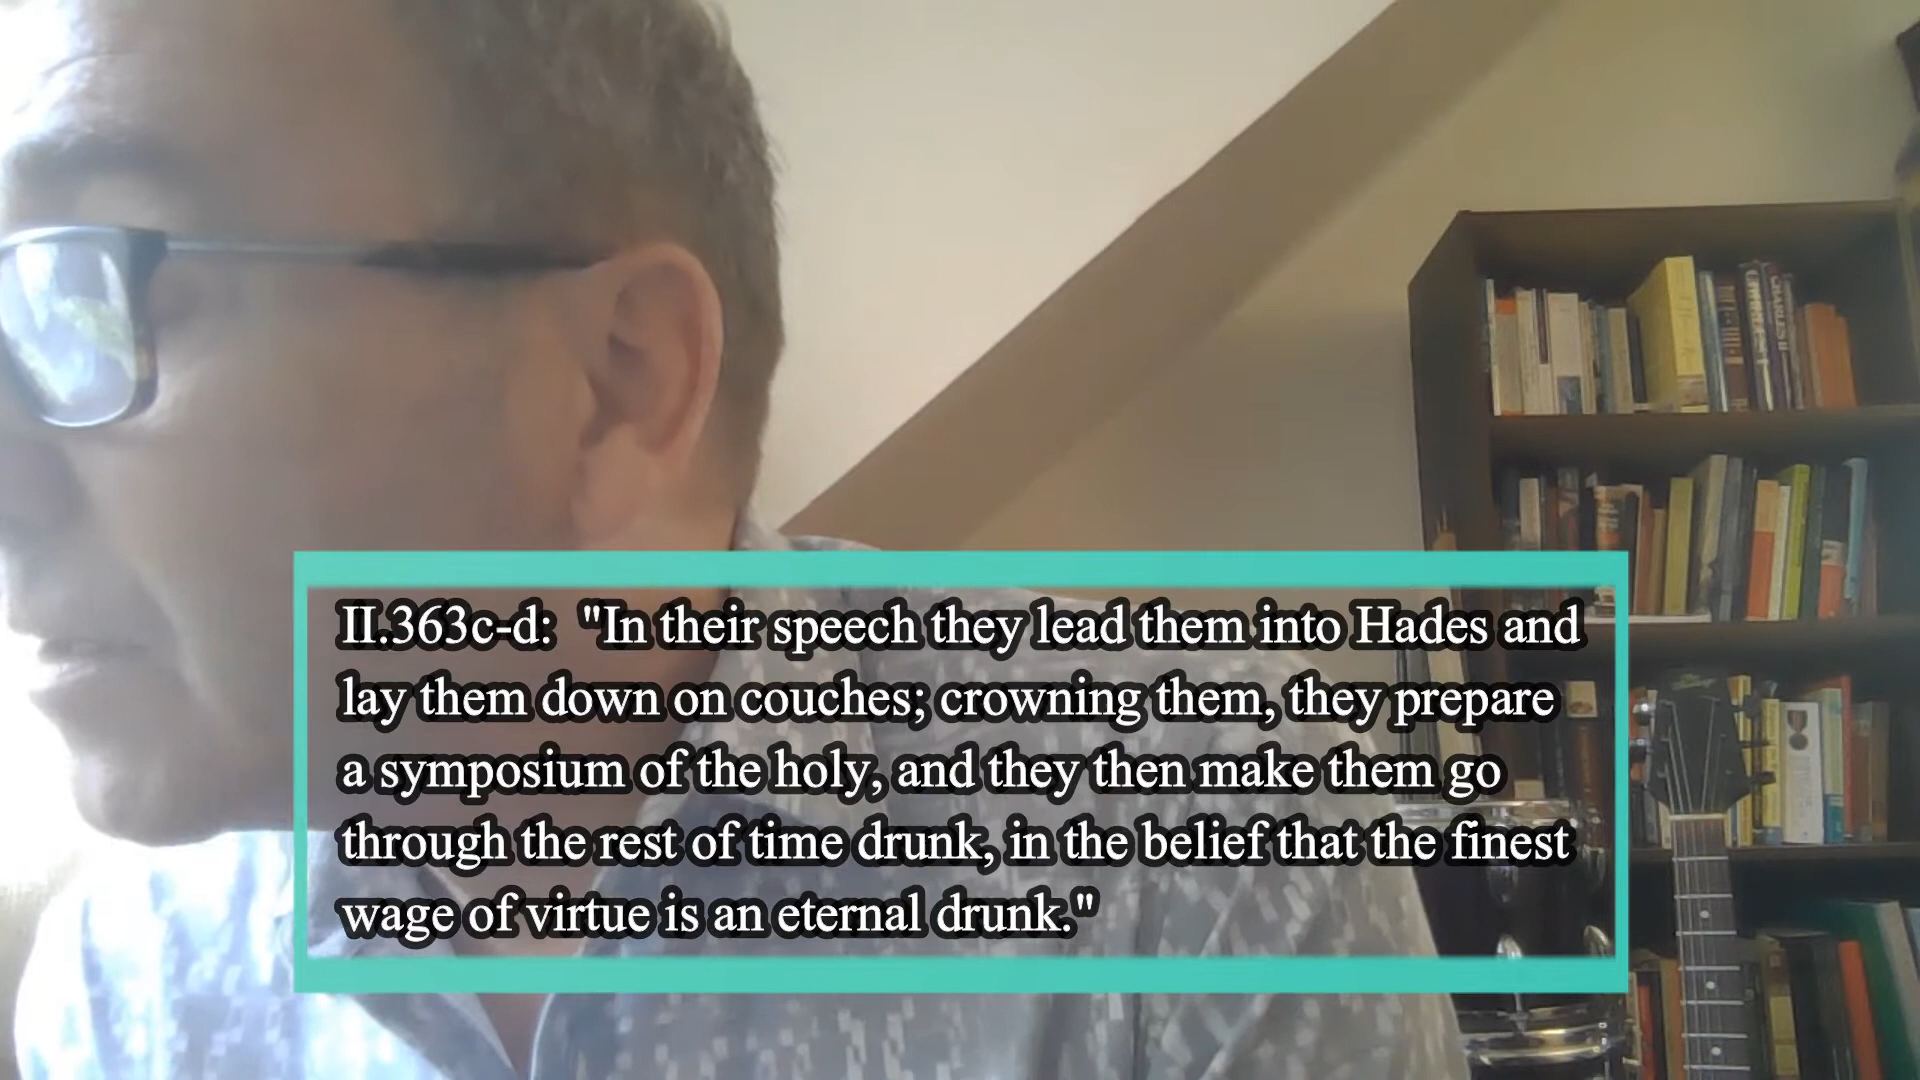 II.363c-d:  "In their speech they lead them into Hades and
lay them down on couches; crowning them, they prepare
a symposium of the holy, and they then make them go
through the rest of time drunk, in the belief that the finest
wage of virtue is an eternal drunk."